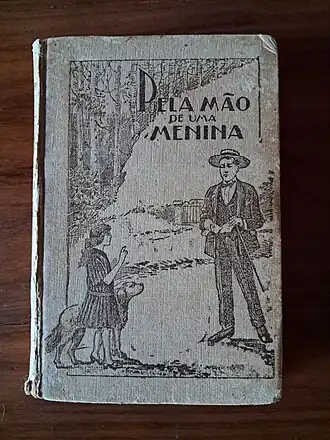 PELA MÃO
DE UMA
MENINA